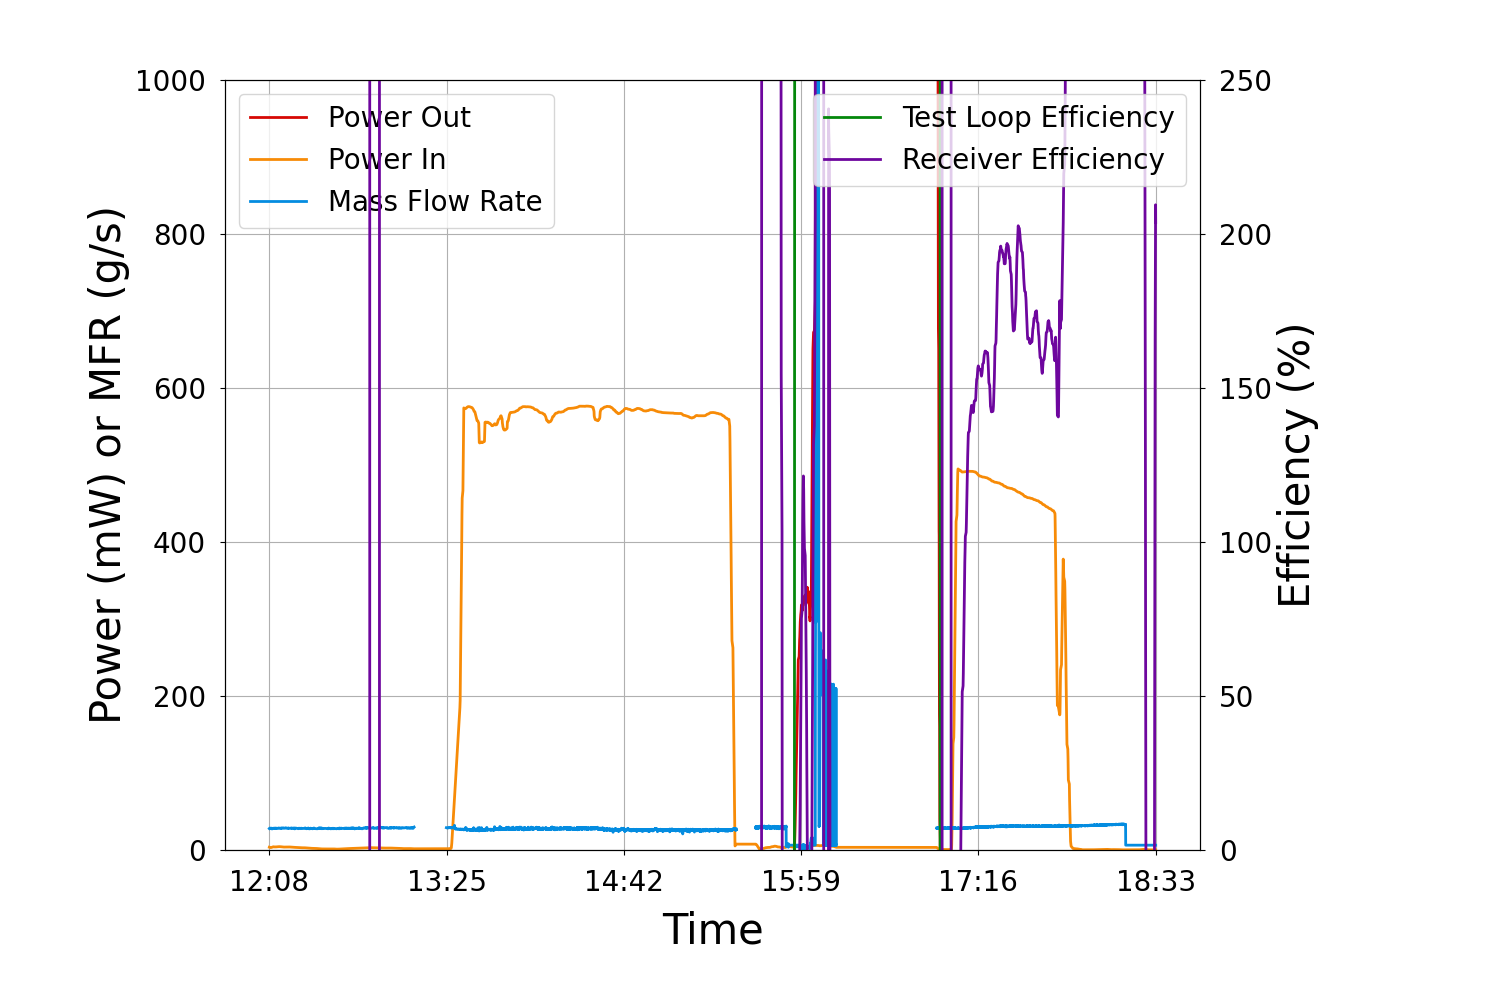 1000
800
600
400
200
0
Power (mW) or MFR (g/s)
Power Out
Power In
Mass Flow Rate
Test Loop Efficiency
Receiver Efficiency
250
200
150
100
50
0
Efficiency (%)
12:08 13:25 14:42 15:59 17:16 18:33
Time